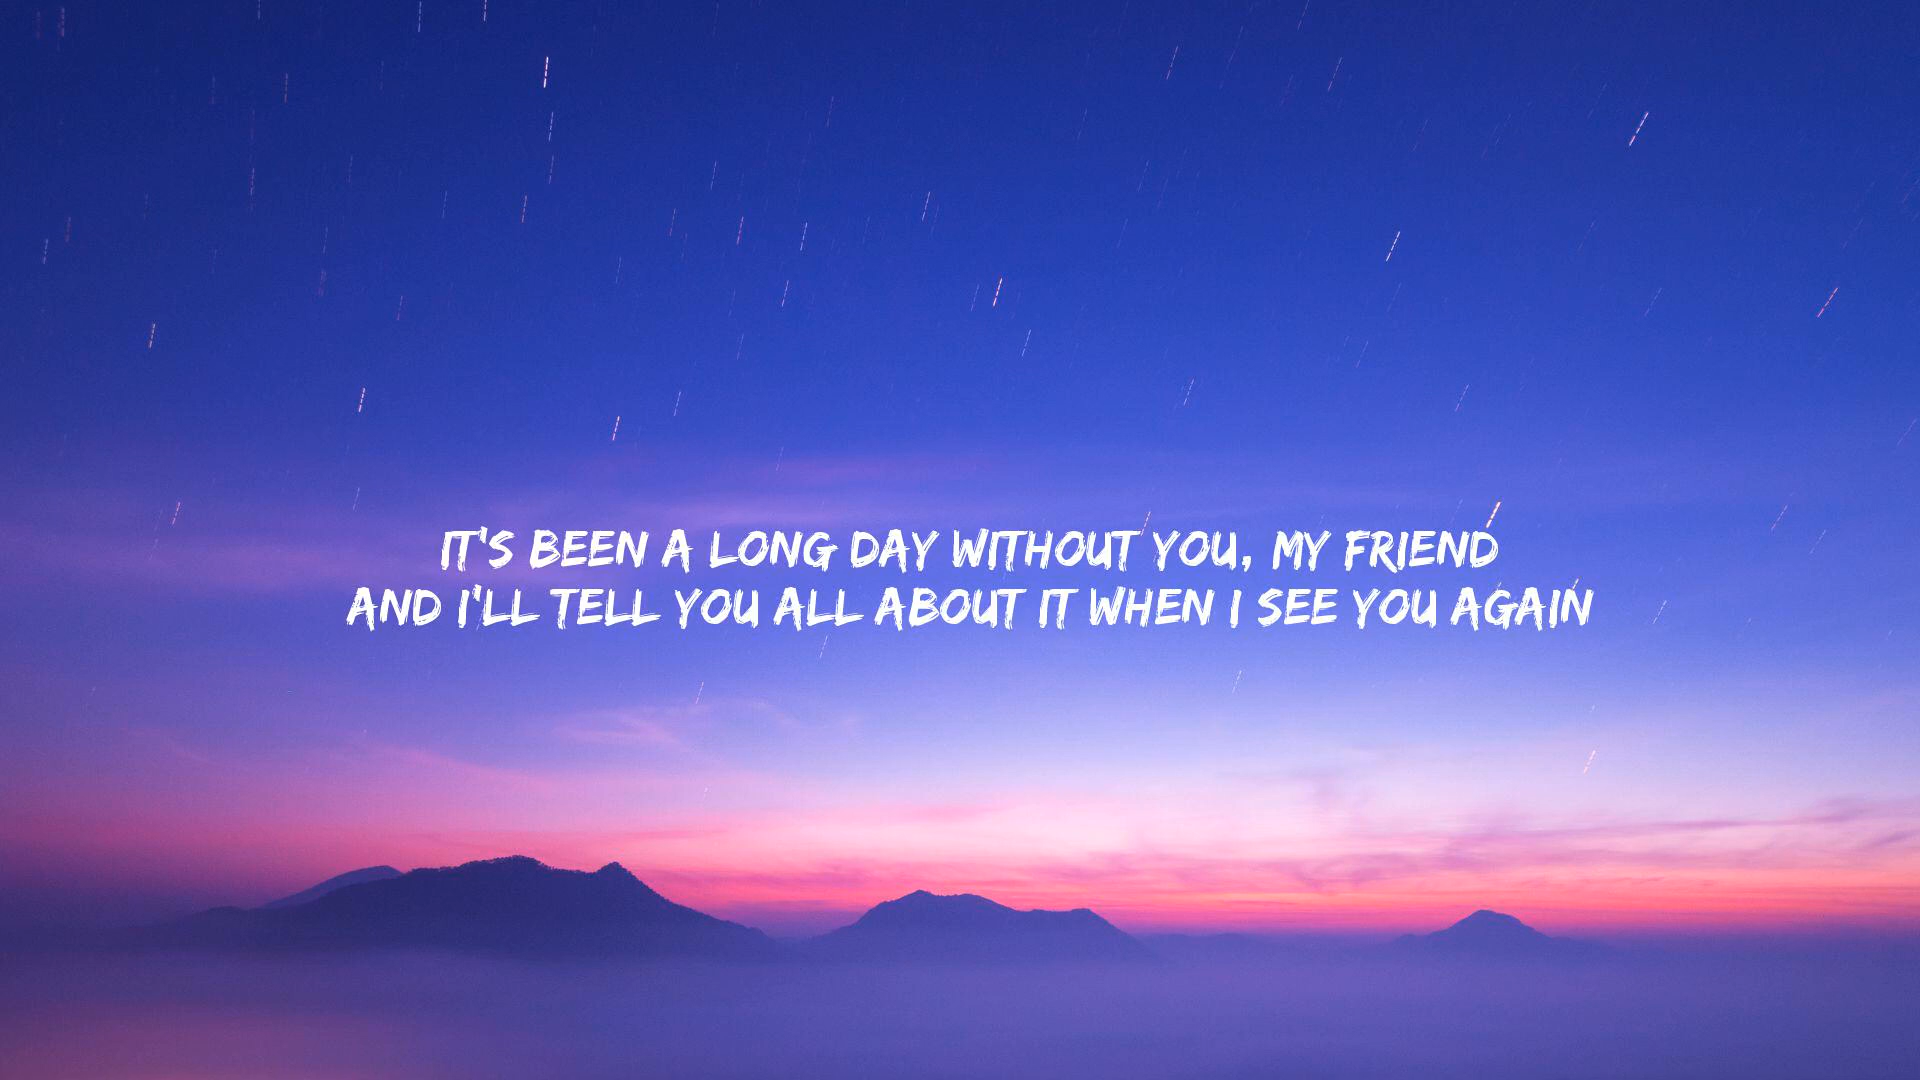 IT'S BEEN A LONG DAY WITHOUT YOU, MY FRIEND
AND I'LL TELL YOU ALL ABOUT IT WHEN I SEE YOU AGAIN